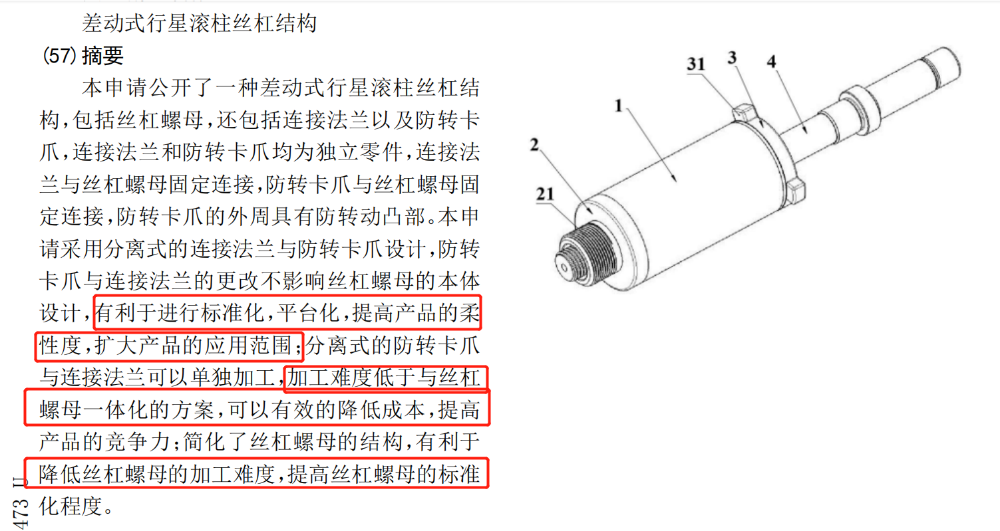 差动式行星滚柱丝杠结构
(57)摘要
本申请公开了一种差动式行星滚柱丝杠结
构,包括丝杠螺母,还包括连接法兰以及防转卡
爪,连接法兰和防转卡爪均为独立零件,连接法
兰与丝杠螺母固定连接,防转卡爪与丝杠螺母固
定连接,防转卡爪的外周具有防转动凸部。本申
请采用分离式的连接法兰与防转卡爪设计,防转
卡爪与连接法兰的更改不影响丝杠螺母的本体
设计,有利于进行标准化,平台化,提高产品的柔
性度,扩大产品的应用范围;分离式的防转卡爪
与连接法兰可以单独加工,加工难度低于与丝杠
螺母一体化的方案,可以有效的降低成本,提高
产品的竞争力;简化了丝杠螺母的结构,有利于
降低丝杠螺母的加工难度,提高丝杠螺母的标准
化程度。
473 U
31
3
4
1
2
21